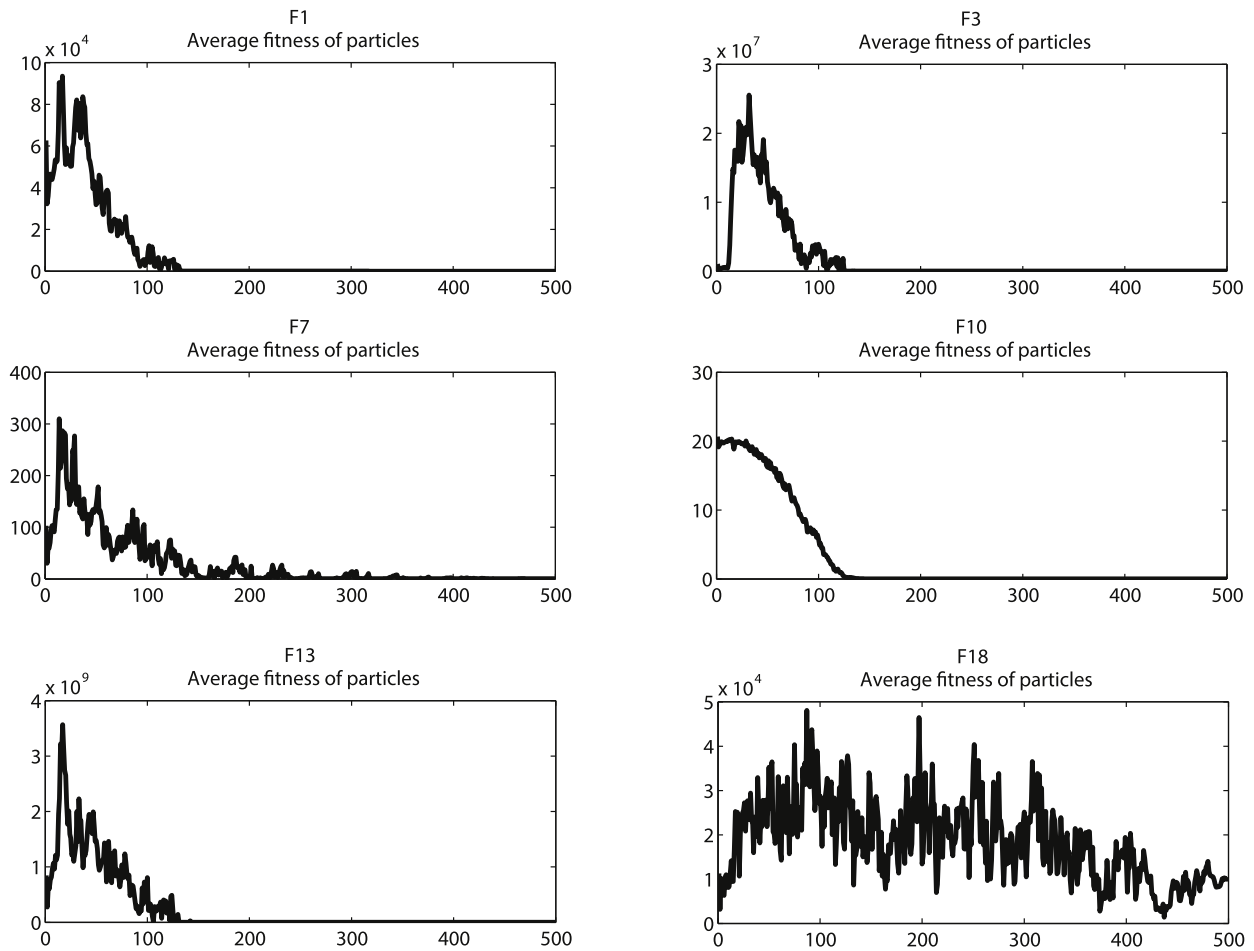 F1
Average fitness of particles
x 10^4
10
8
6
4
2
0
0 100 200 300 400 500
F3
Average fitness of particles
x 10^7
3
2
1
0
0 100 200 300 400 500
F7
Average fitness of particles
400
300
200
100
0
0 100 200 300 400 500
F10
Average fitness of particles
30
20
10
0
0 100 200 300 400 500
F13
Average fitness of particles
x 10^9
4
3
2
1
0
0 100 200 300 400 500
F18
Average fitness of particles
x 10^4
5
4
3
2
1
0
0 100 200 300 400 500